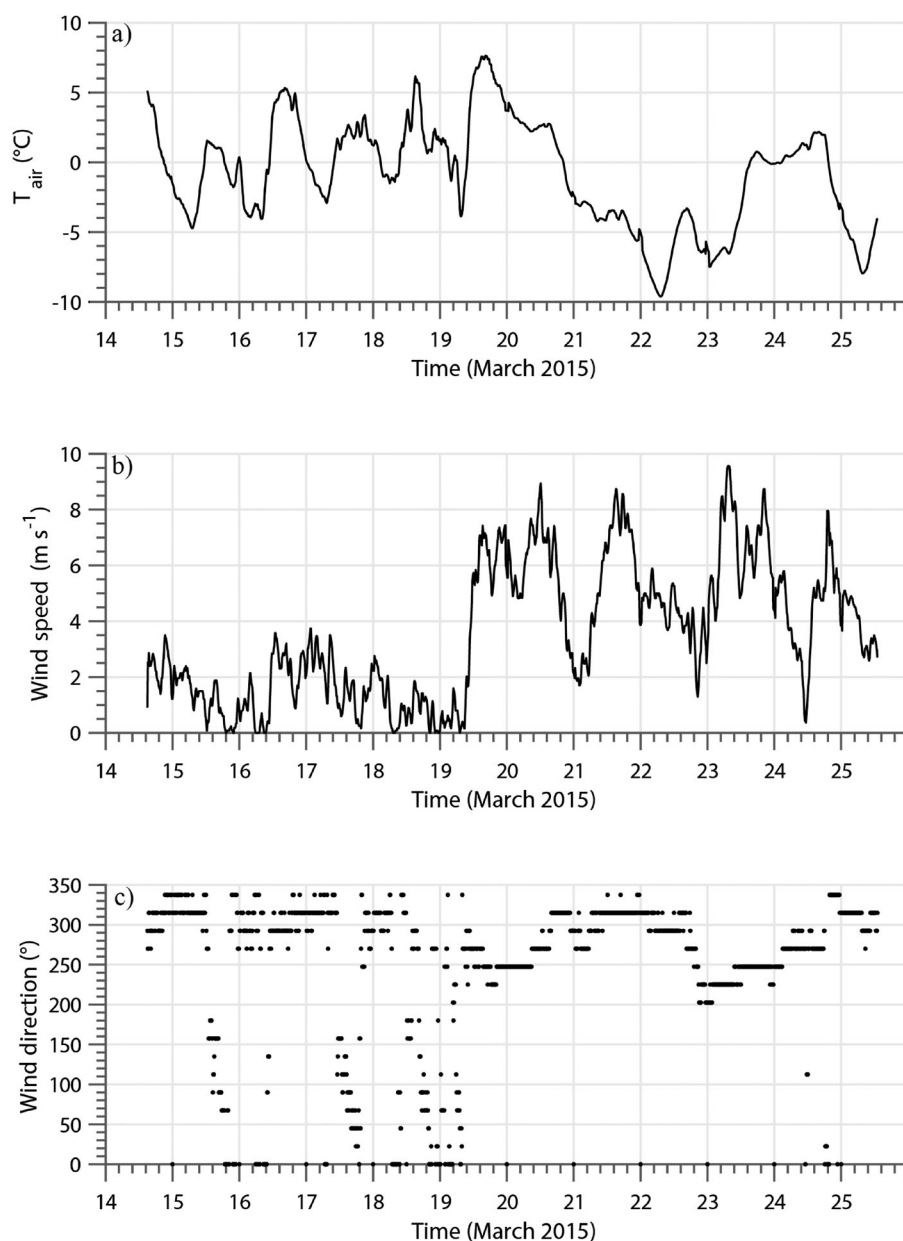 a)
10
5
0
-5
-10
T air (°C)
14 15 16 17 18 19 20 21 22 23 24 25
Time (March 2015)
b)
10
8
6
4
2
0
Wind speed (m s⁻¹)
14 15 16 17 18 19 20 21 22 23 24 25
Time (March 2015)
c)
350
300
250
200
150
100
50
0
Wind direction (°)
14 15 16 17 18 19 20 21 22 23 24 25
Time (March 2015)